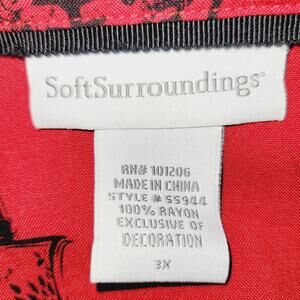 SoftSurroundings®
RN# 101206
MADE IN CHINA
STYLE # SS944
100% RAYON
EXCLUSIVE OF
DECORATION
3X